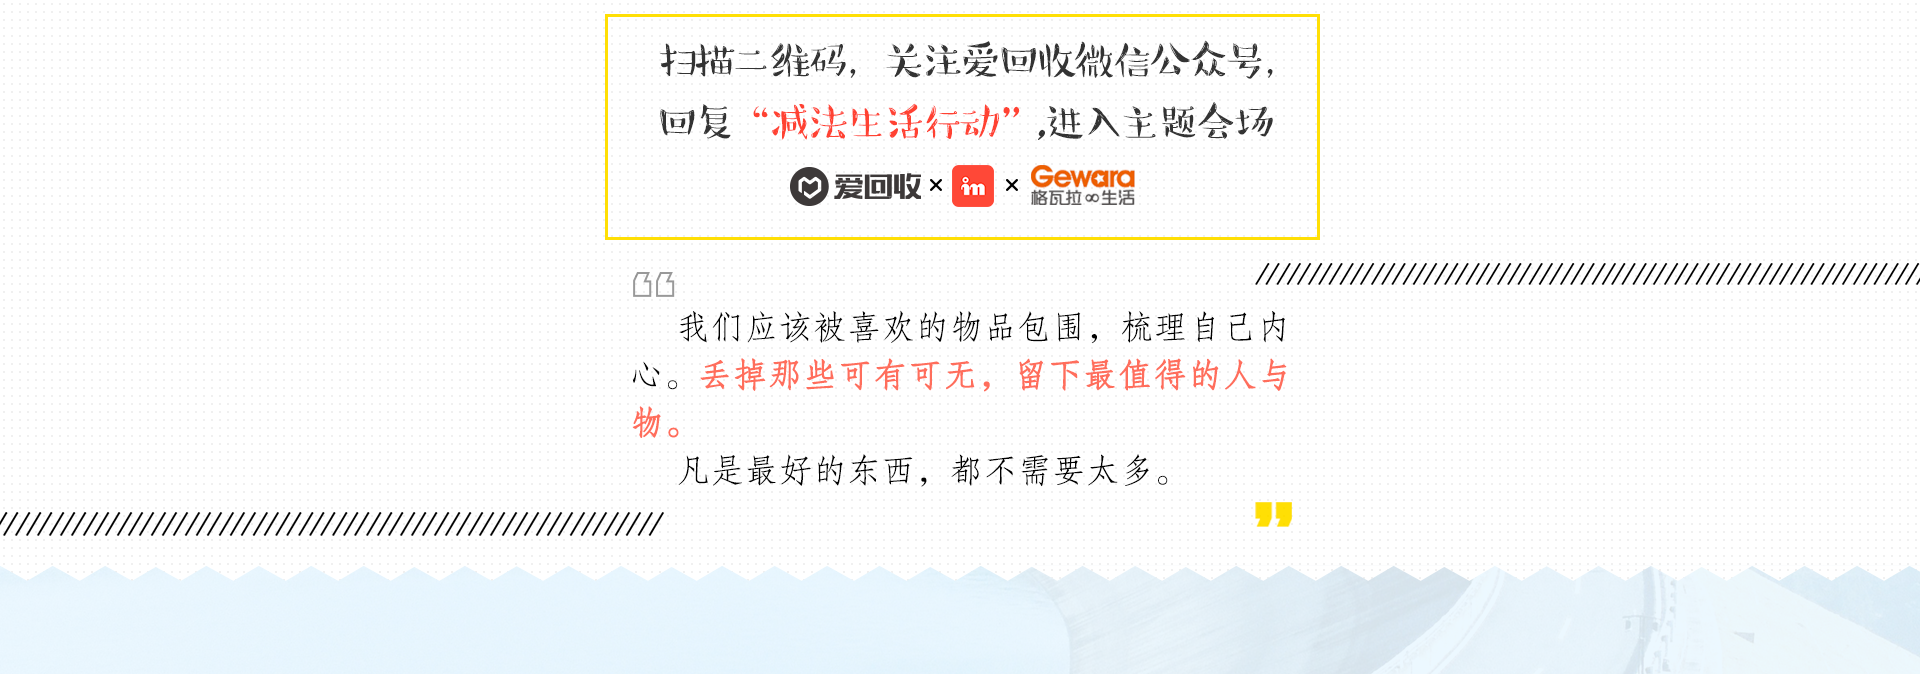 扫描二维码，关注爱回收微信公众号，
回复“减法生活行动”,进入主题会场
爱回收 × in × Gewara
格瓦拉∞生活
我们应该被喜欢的物品包围，梳理自己内
心。丢掉那些可有可无，留下最值得的人与
物。
凡是最好的东西，都不需要太多。